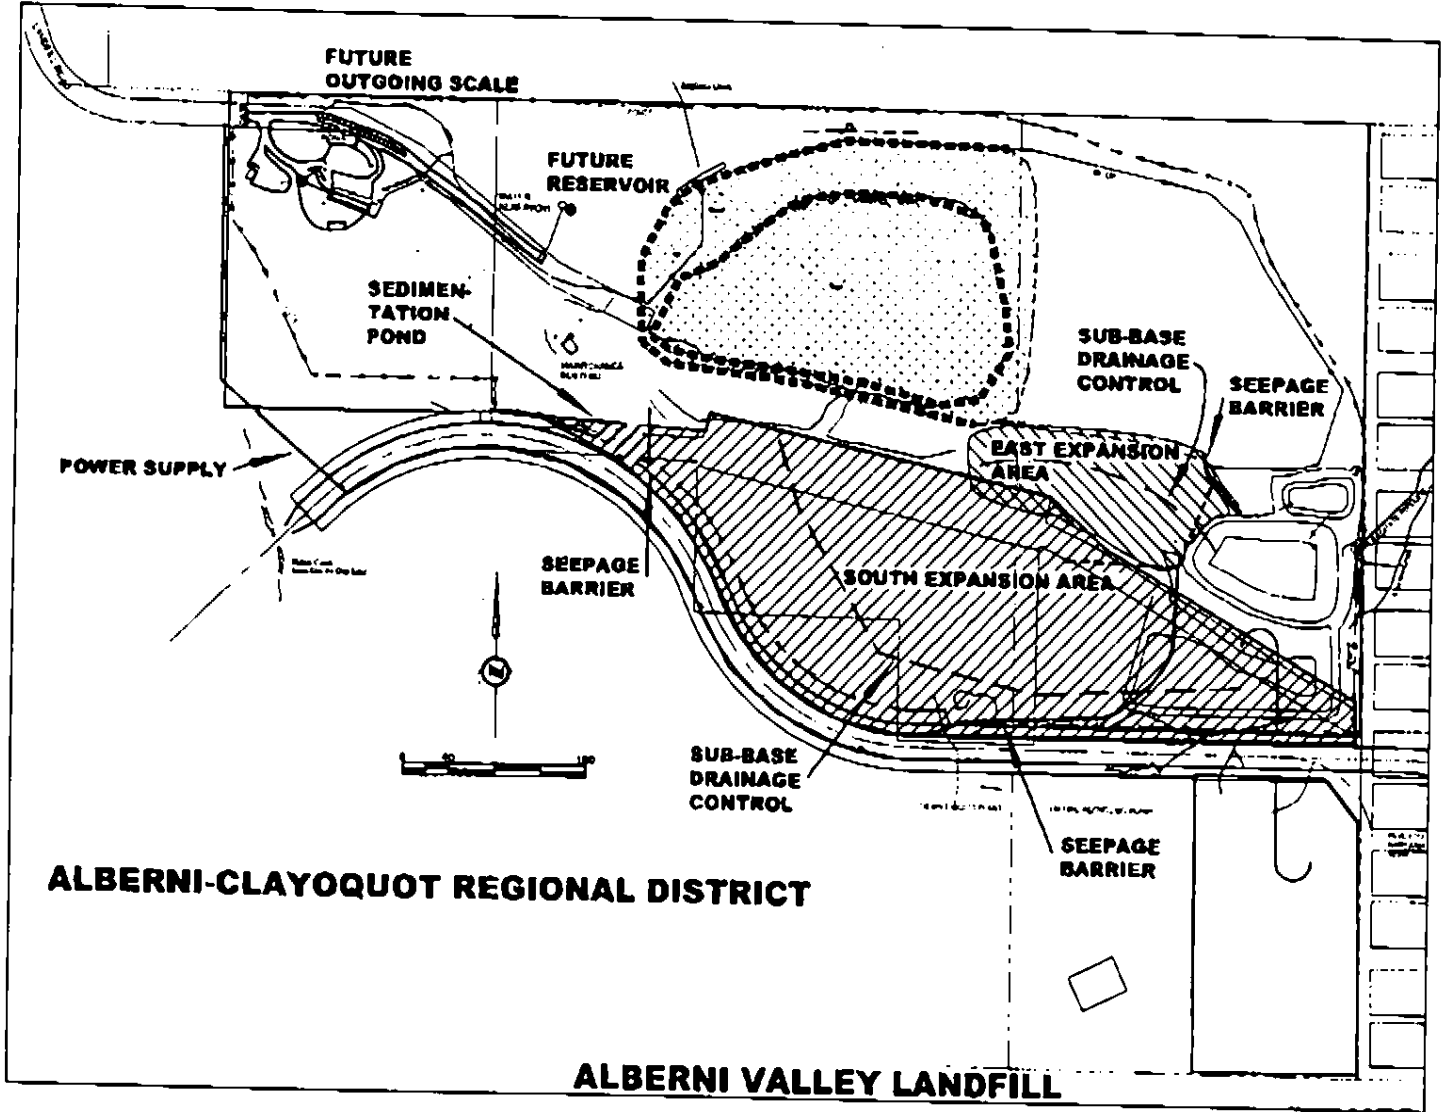 FUTURE
OUTGOING SCALE
FUTURE
RESERVOIR
SEDIMEN-
TATION
POND
SUB-BASE
DRAINAGE
CONTROL
SEEPAGE
BARRIER
EAST EXPANSION
AREA
POWER SUPPLY
SEEPAGE
BARRIER
SOUTH EXPANSION AREA
N
SUB-BASE
DRAINAGE
CONTROL
SEEPAGE
BARRIER
ALBERNI-CLAYOQUOT REGIONAL DISTRICT
ALBERNI VALLEY LANDFILL